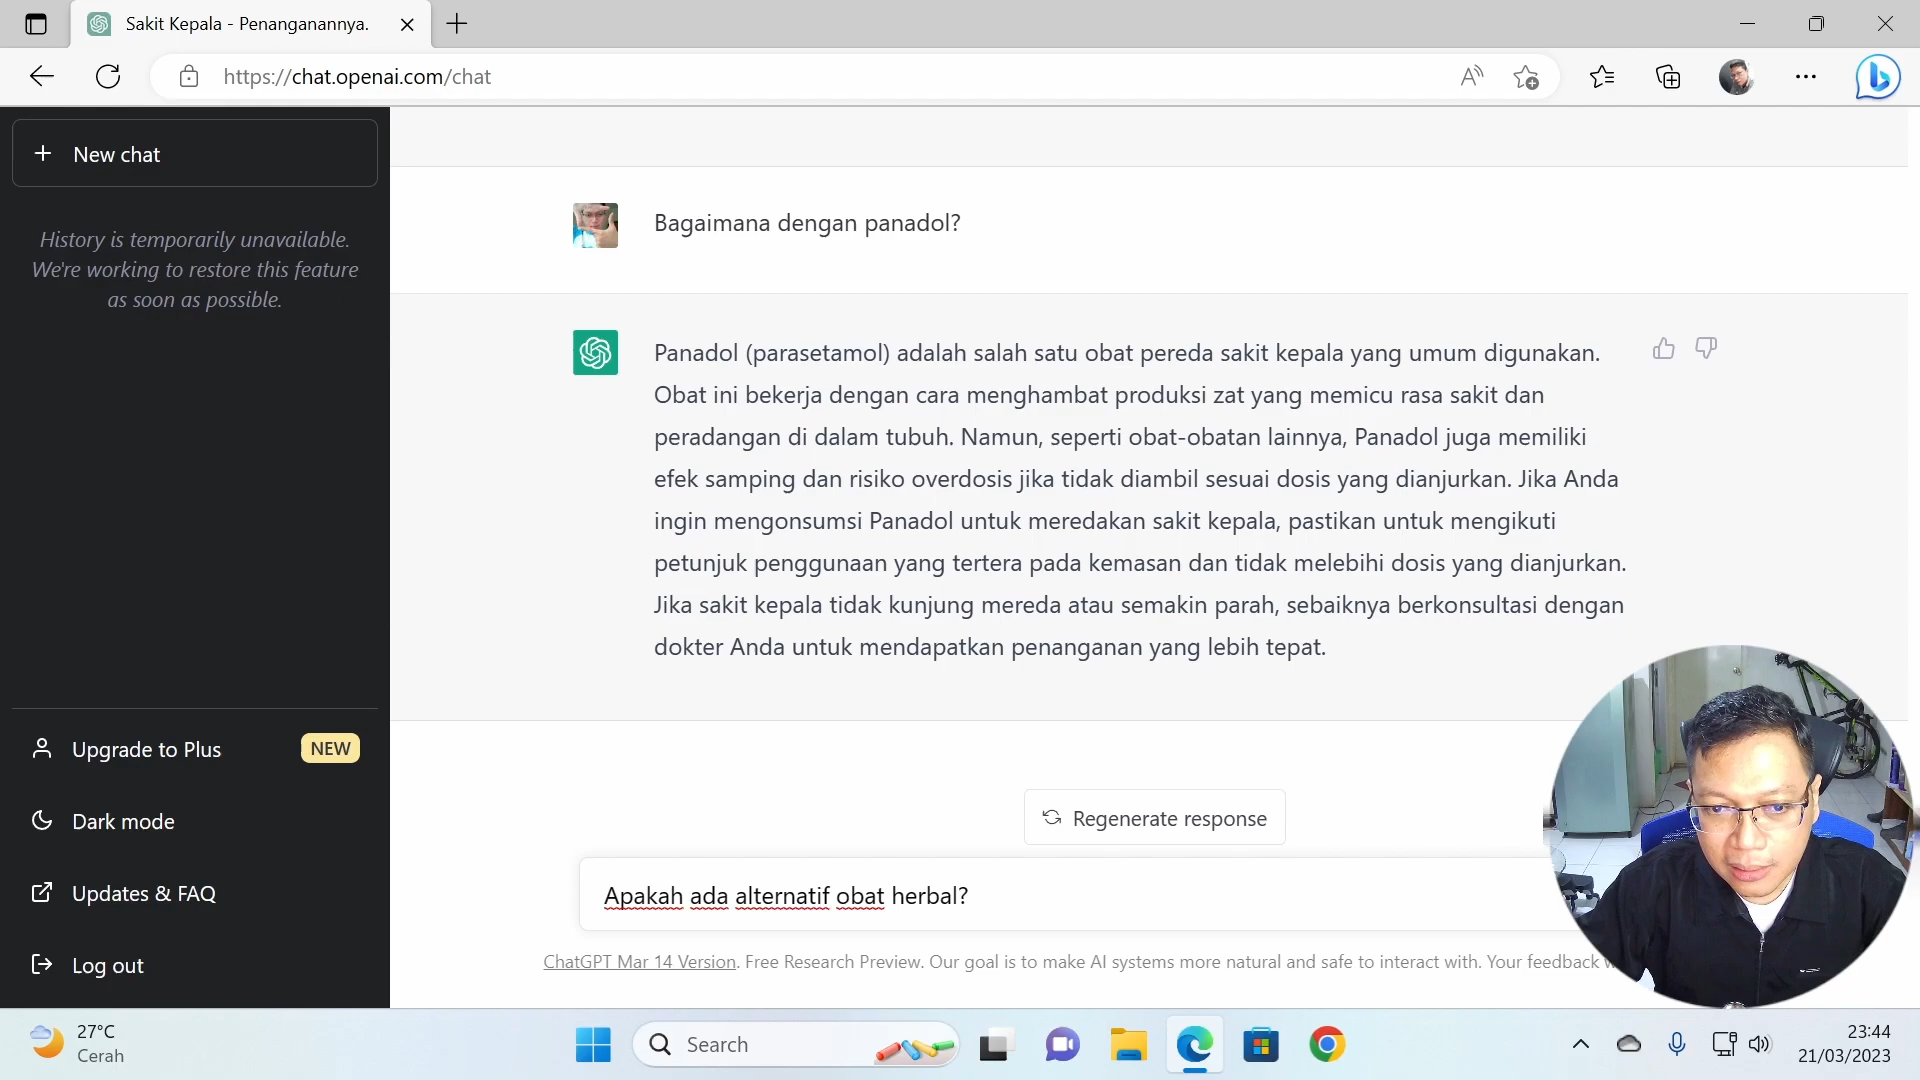 Sakit Kepala - Penanganannya.
https://chat.openai.com/chat
New chat
History is temporarily unavailable.
We're working to restore this feature
as soon as possible.
Bagaimana dengan panadol?
Panadol (parasetamol) adalah salah satu obat pereda sakit kepala yang umum digunakan.
Obat ini bekerja dengan cara menghambat produksi zat yang memicu rasa sakit dan
peradangan di dalam tubuh. Namun, seperti obat-obatan lainnya, Panadol juga memiliki
efek samping dan risiko overdosis jika tidak diambil sesuai dosis yang dianjurkan. Jika Anda
ingin mengonsumsi Panadol untuk meredakan sakit kepala, pastikan untuk mengikuti
petunjuk penggunaan yang tertera pada kemasan dan tidak melebihi dosis yang dianjurkan.
Jika sakit kepala tidak kunjung mereda atau semakin parah, sebaiknya berkonsultasi dengan
dokter Anda untuk mendapatkan penanganan yang lebih tepat.
Upgrade to Plus NEW
Dark mode
Updates & FAQ
Log out
Regenerate response
Apakah ada alternatif obat herbal?
ChatGPT Mar 14 Version. Free Research Preview. Our goal is to make AI systems more natural and safe to interact with. Your feedback
27°C
Cerah
Search
23:44
21/03/2023